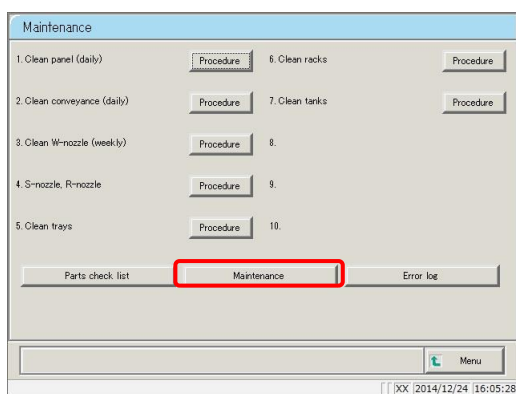 Maintenance
1. Clean panel (daily) Procedure 6. Clean racks Procedure
2. Clean conveyance (daily) Procedure 7. Clean tanks Procedure
3. Clean W-nozzle (weekly) Procedure 8.
4. S-nozzle, R-nozzle Procedure 9.
5. Clean trays Procedure 10.
Parts check list Maintenance Error log
Menu
XX 2014/12/24 16:05:28